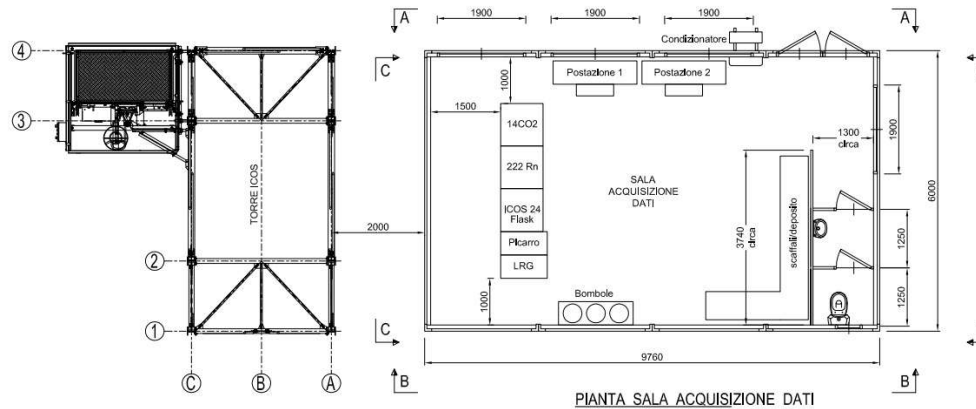 A
A
1900
1900
1900
Condizionatore
4
C
Postazione 1
Postazione 2
1000
1500
3
14CO2
1300
circa
1900
222 Rn
TORRE ICOS
SALA
ACQUISIZIONE
DATI
6000
ICOS 24
Flask
2000
3740
circa
scaffali/deposito
1250
Picarro
2
LRG
1000
1250
Bombole
1
C
9760
C
B
A
B
B
PIANTA SALA ACQUISIZIONE DATI